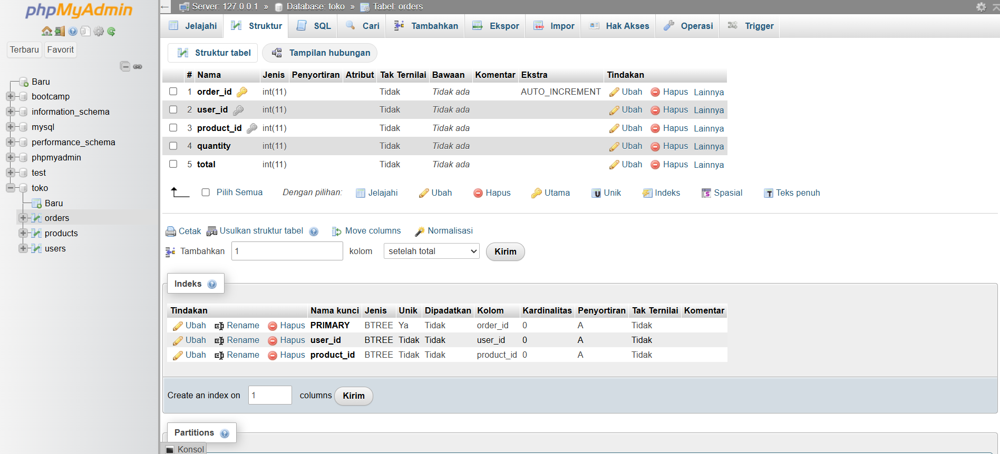 phpMyAdmin
Terbaru Favorit
Baru
bootcamp
information_schema
mysql
performance_schema
phpmyadmin
test
toko
Baru
orders
products
users
Server: 127.0.0.1 » Database: toko » Tabel: orders
Jelajahi Struktur SQL Cari Tambahkan Ekspor Impor Hak Akses Operasi Trigger
Struktur tabel Tampilan hubungan
# Nama Jenis Penyortiran Atribut Tak Ternilai Bawaan Komentar Ekstra Tindakan
1 order_id int(11) Tidak Tidak ada AUTO_INCREMENT Ubah Hapus Lainnya
2 user_id int(11) Tidak Tidak ada Ubah Hapus Lainnya
3 product_id int(11) Tidak Tidak ada Ubah Hapus Lainnya
4 quantity int(11) Tidak Tidak ada Ubah Hapus Lainnya
5 total int(11) Tidak Tidak ada Ubah Hapus Lainnya
Pilih Semua Dengan pilihan: Jelajahi Ubah Hapus Utama Unik Indeks Spasial Teks penuh
Cetak Usulkan struktur tabel Move columns Normalisasi
Tambahkan 1 kolom setelah total Kirim
Indeks
Tindakan Nama kunci Jenis Unik Dipadatkan Kolom Kardinalitas Penyortiran Tak Ternilai Komentar
Ubah Rename Hapus PRIMARY BTREE Ya Tidak order_id 0 A Tidak
Ubah Rename Hapus user_id BTREE Tidak Tidak user_id 0 A Tidak
Ubah Rename Hapus product_id BTREE Tidak Tidak product_id 0 A Tidak
Create an index on 1 columns Kirim
Partitions
Konsol